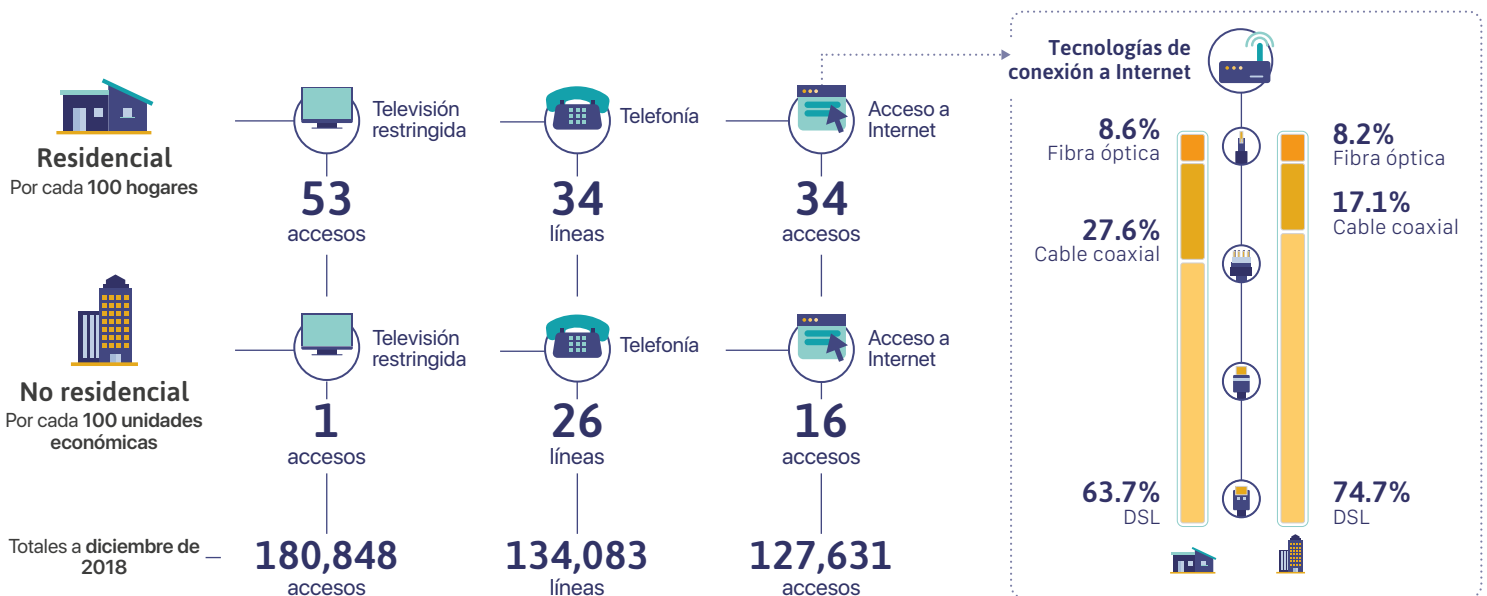 Residencial
Por cada 100 hogares
Televisión
restringida
53
accesos
Telefonía
34
líneas
Acceso a
Internet
34
accesos
No residencial
Por cada 100 unidades
económicas
Televisión
restringida
1
accesos
Telefonía
26
líneas
Acceso a
Internet
16
accesos
Totales a diciembre de
2018
180,848
accesos
134,083
líneas
127,631
accesos
Tecnologías de
conexión a Internet
8.6%
Fibra óptica
27.6%
Cable coaxial
63.7%
DSL
8.2%
Fibra óptica
17.1%
Cable coaxial
74.7%
DSL